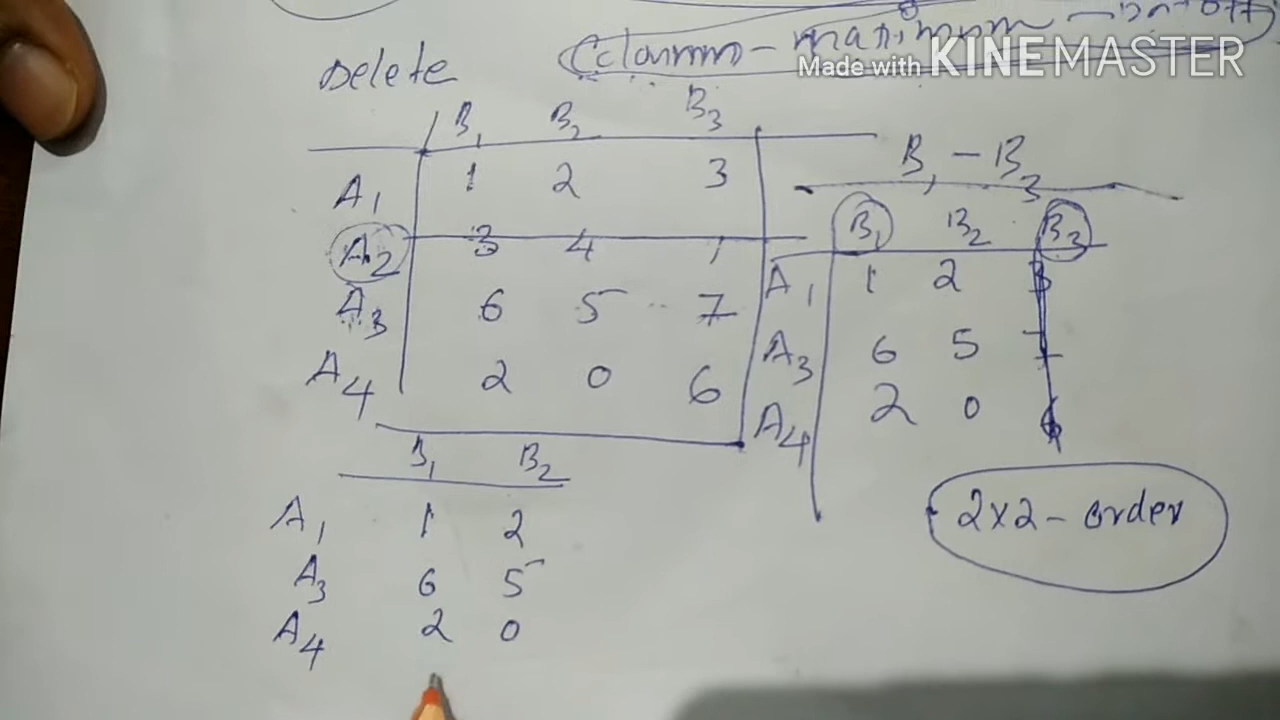 Delete Column - maximum
Made with KINEMASTER
B1 B2 B3
A1 1 2 3
A2 3 4 1
A3 6 5 7
A4 2 0 6
B1 - B3
B1 B2 B3
A1 1 2 3
A3 6 5 7
A4 2 0 6
2x2 - order
B1 B2
A1 1 2
A3 6 5
A4 2 0